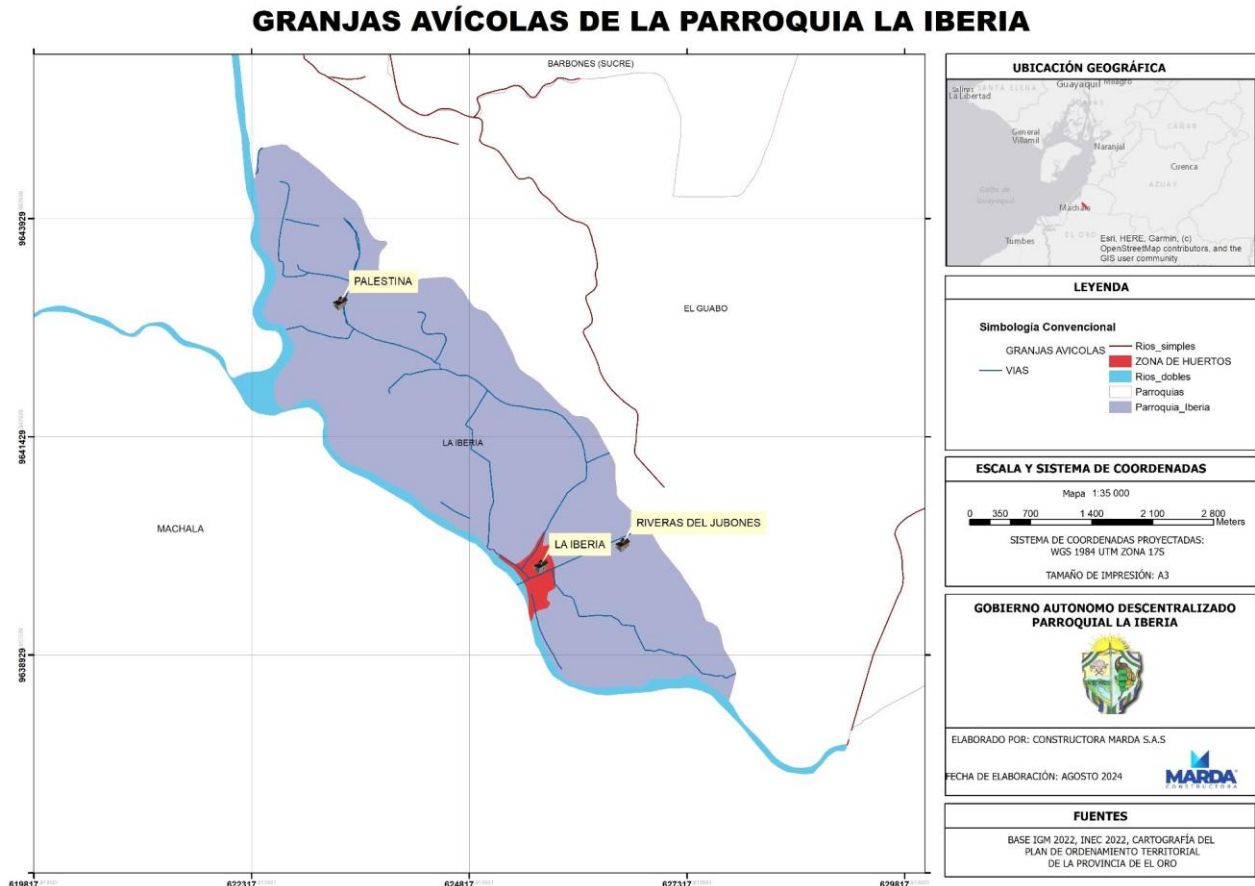 GRANJAS AVÍCOLAS DE LA PARROQUIA LA IBERIA
BARBONES (SUCRE)
PALESTINA
EL GUABO
LA IBERIA
MACHALA
RIVERAS DEL JUBONES
LA IBERIA
9643929
9641429
9638929
619817
622317
624817
627317
629817
UBICACIÓN GEOGRÁFICA
Salinas
La Libertad
SANTA ELENA
Guayaquil
Milagro
General
Villamil
Naranjal
CAÑAR
Cuenca
Golfo de
Guayaquil
AZUAY
Machala
EL ORO
Tumbes
Esri, HERE, Garmin, (c)
OpenStreetMap contributors, and the
GIS user community
LEYENDA
Simbología Convencional
GRANJAS AVICOLAS
VIAS
Rios_simples
ZONA DE HUERTOS
Rios_dobles
Parroquias
Parroquia_Iberia
ESCALA Y SISTEMA DE COORDENADAS
Mapa 1:35 000
0 350 700 1 400 2 100 2 800
Meters
SISTEMA DE COORDENADAS PROYECTADAS:
WGS 1984 UTM ZONA 17S
TAMAÑO DE IMPRESIÓN: A3
GOBIERNO AUTONOMO DESCENTRALIZADO
PARROQUIAL LA IBERIA
ELABORADO POR: CONSTRUCTORA MARDA S.A.S
FECHA DE ELABORACIÓN: AGOSTO 2024
MARDA
CONSTRUCTORA
FUENTES
BASE IGM 2022, INEC 2022, CARTOGRAFÍA DEL
PLAN DE ORDENAMIENTO TERRITORIAL
DE LA PROVINCIA DE EL ORO